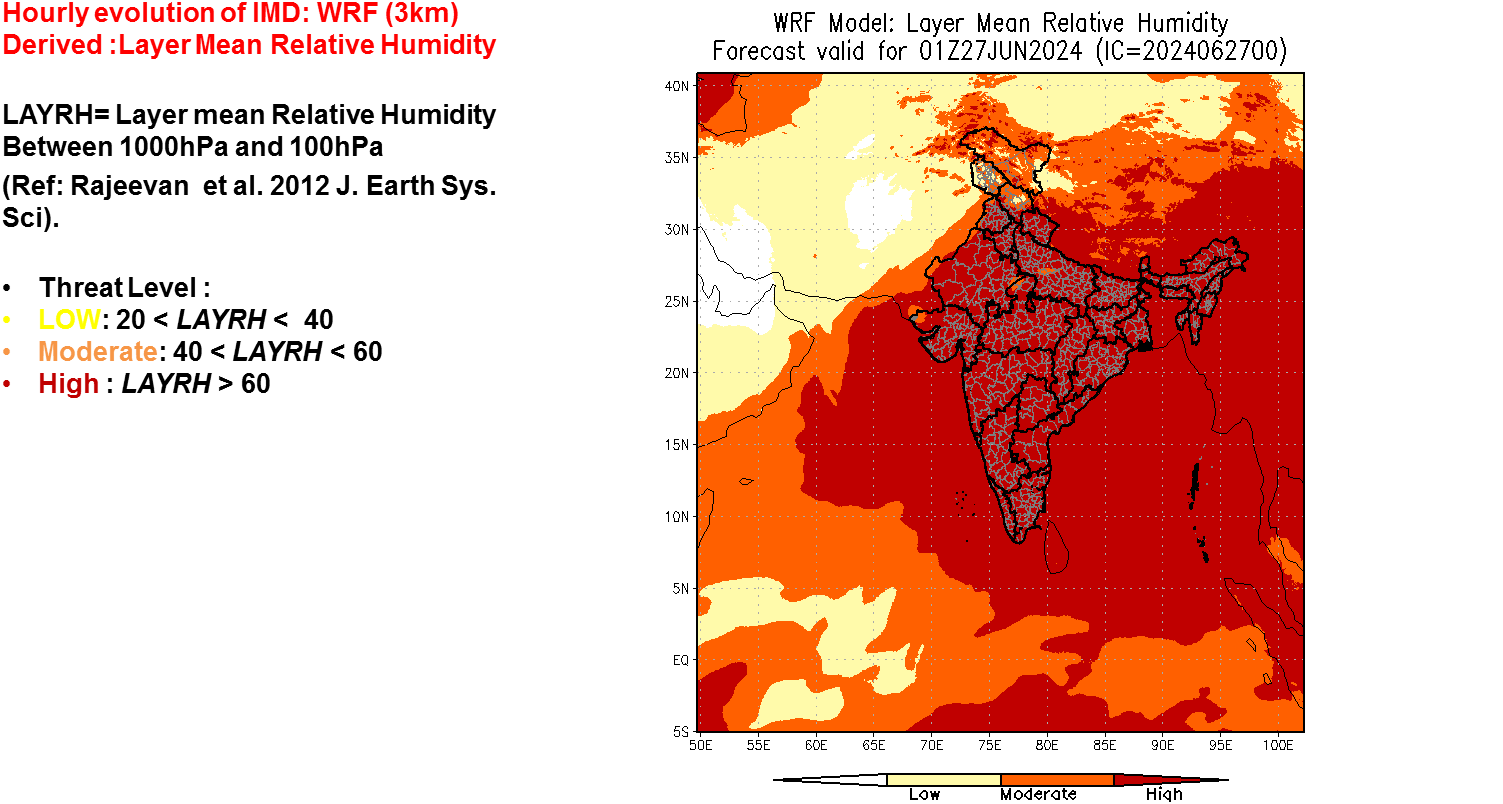 Hourly evolution of IMD: WRF (3km)
Derived :Layer Mean Relative Humidity
LAYRH= Layer mean Relative Humidity
Between 1000hPa and 100hPa
(Ref: Rajeevan et al. 2012 J. Earth Sys.
Sci).
• Threat Level :
• LOW: 20 < LAYRH < 40
• Moderate: 40 < LAYRH < 60
• High : LAYRH > 60
WRF Model: Layer Mean Relative Humidity
Forecast valid for 01Z27JUN2024 (IC=2024062700)
40N
35N
30N
25N
20N
15N
10N
5N
EQ
5S
50E 55E 60E 65E 70E 75E 80E 85E 90E 95E 100E
Low Moderate High